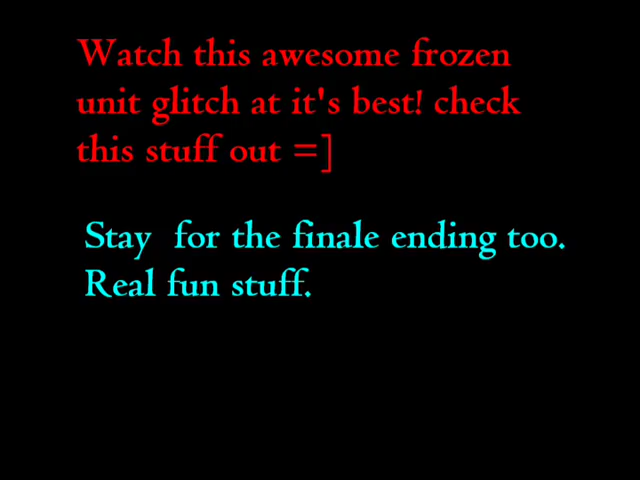 Watch this awesome frozen
unit glitch at it's best! check
this stuff out =]
Stay  for the finale ending too.
Real fun stuff.